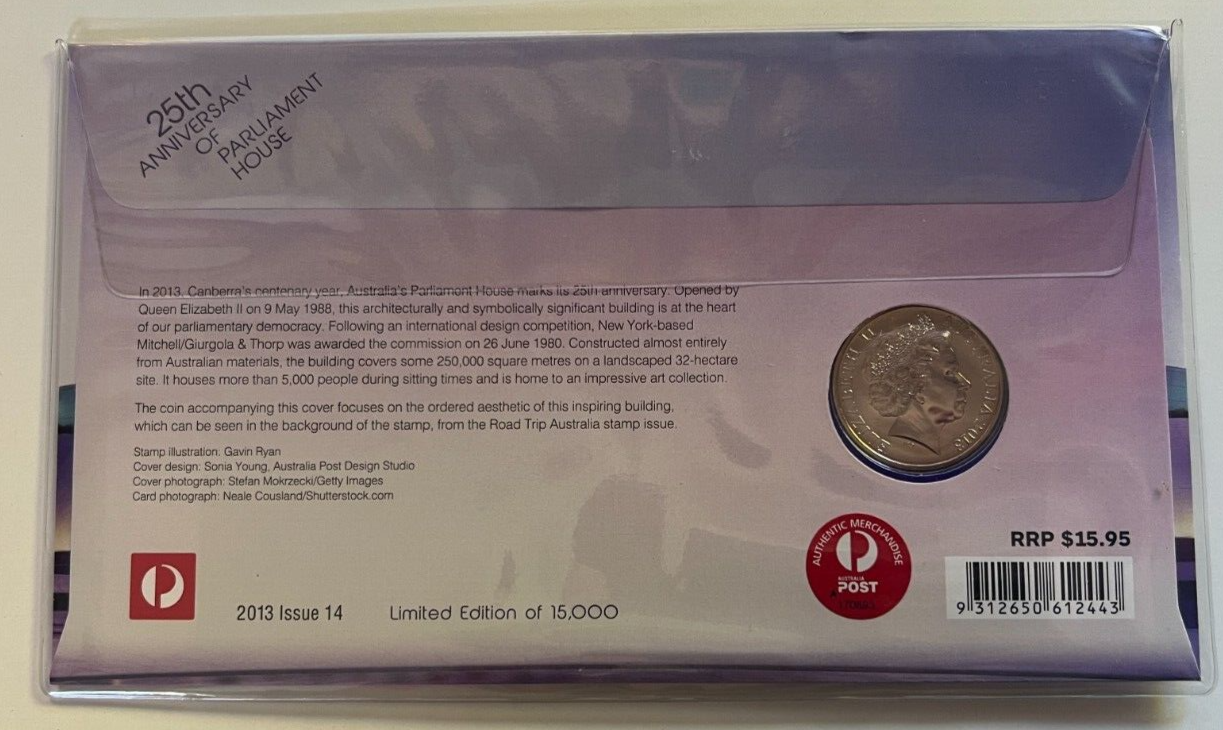 25th
ANNIVERSARY
OF
PARLIAMENT
HOUSE
In 2013, Canberra's centenary year, Australia's Parliament House marks its 25th anniversary. Opened by
Queen Elizabeth II on 9 May 1988, this architecturally and symbolically significant building is at the heart
of our parliamentary democracy. Following an international design competition, New York-based
Mitchell/Giurgola & Thorp was awarded the commission on 26 June 1980. Constructed almost entirely
from Australian materials, the building covers some 250,000 square metres on a landscaped 32-hectare
site. It houses more than 5,000 people during sitting times and is home to an impressive art collection.
The coin accompanying this cover focuses on the ordered aesthetic of this inspiring building,
which can be seen in the background of the stamp, from the Road Trip Australia stamp issue.
Stamp illustration: Gavin Ryan
Cover design: Sonia Young, Australia Post Design Studio
Cover photograph: Stefan Mokrzecki/Getty Images
Card photograph: Neale Cousland/Shutterstock.com
ELIZABETH II AUSTRALIA 2013
AUTHENTIC MERCHANDISE
AUSTRALIA
POST
RRP $15.95
9 312650 612443
2013 Issue 14
Limited Edition of 15,000